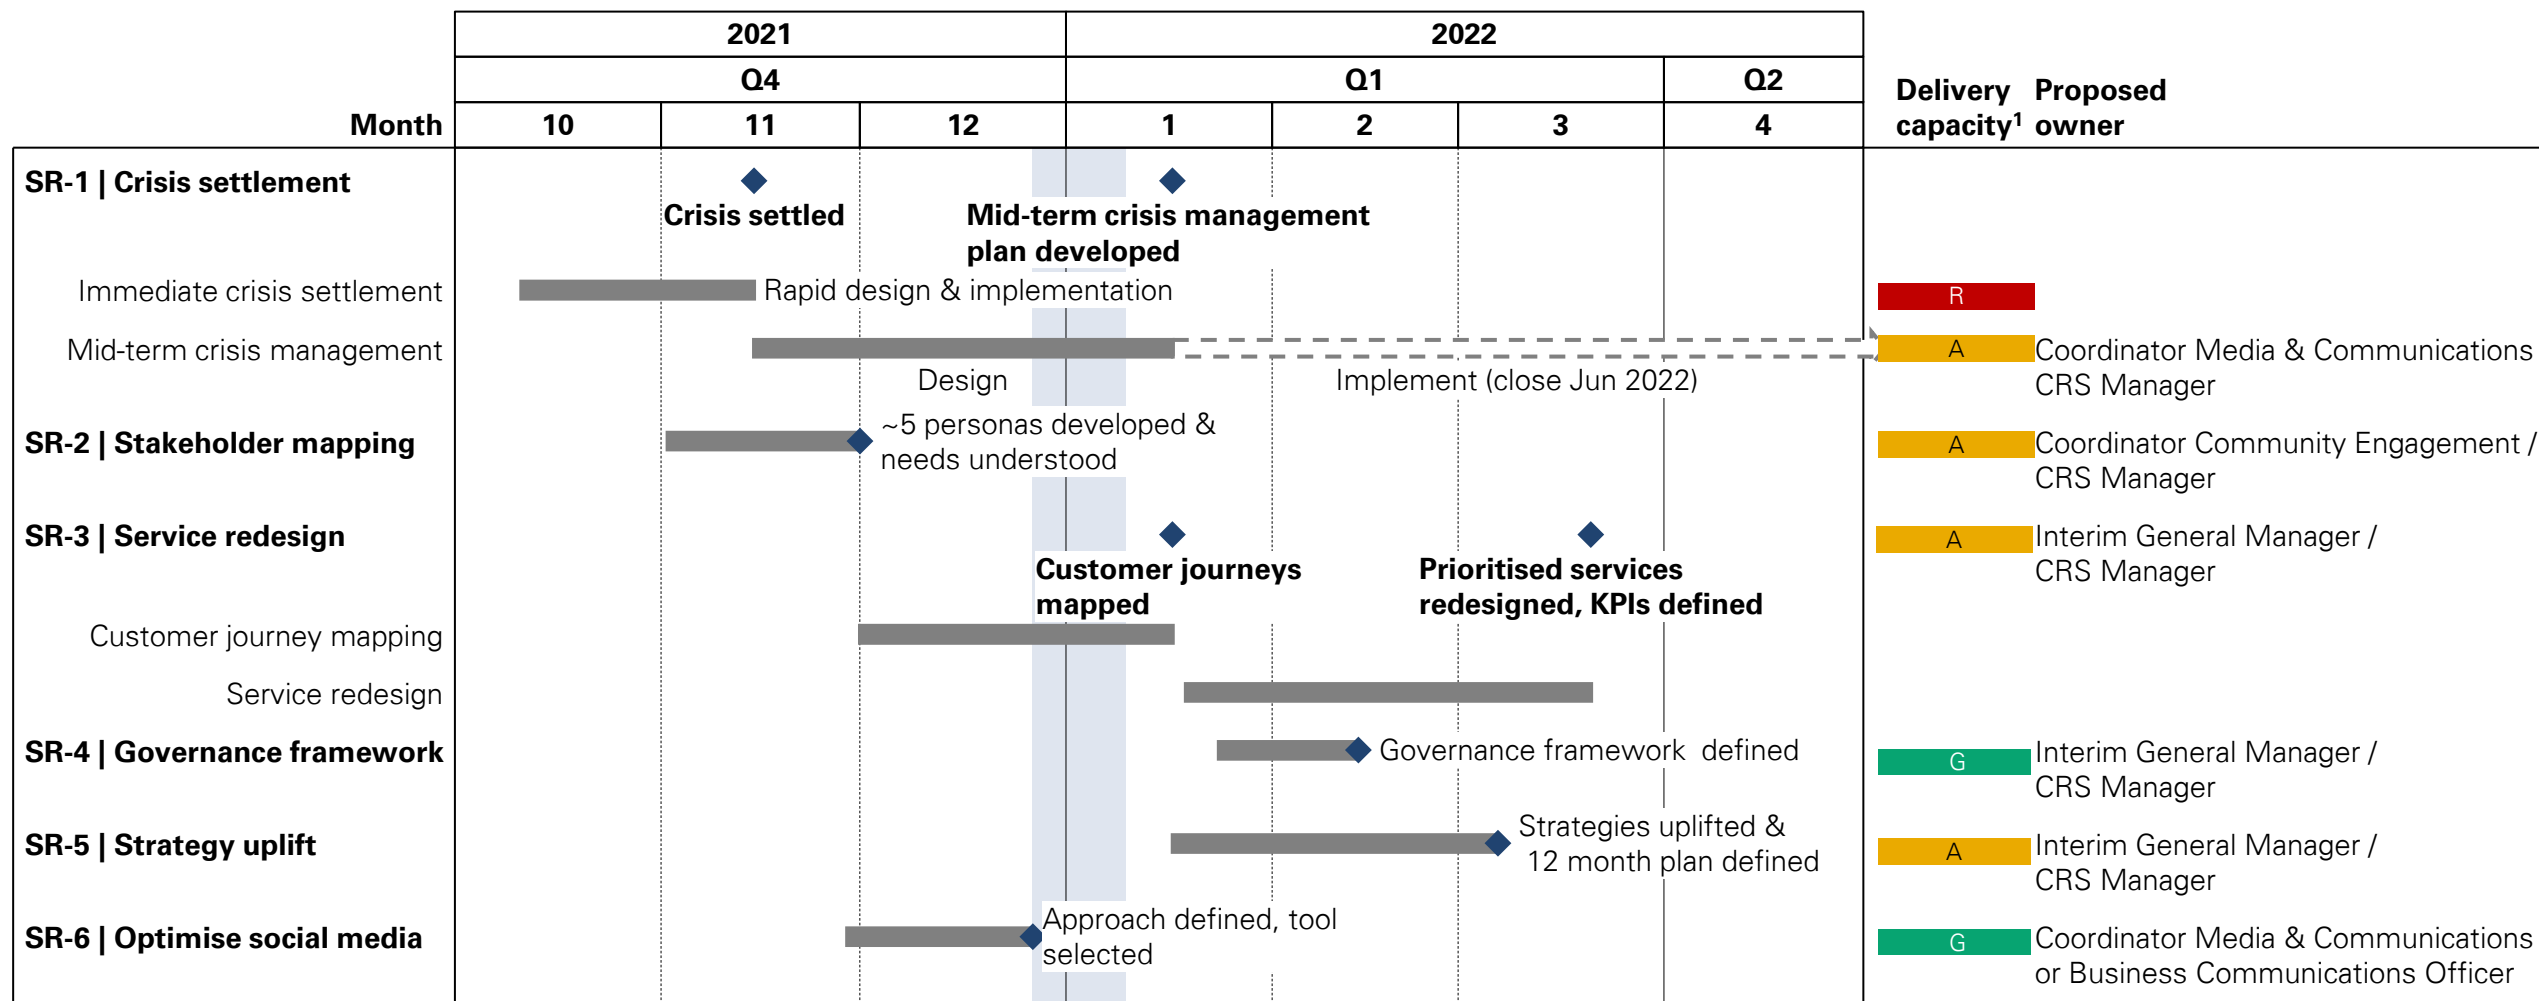 2021 2022
Q4 Q1 Q2
Delivery Proposed
Month 10 11 12 1 2 3 4 capacity¹ owner
SR-1 | Crisis settlement
Crisis settled Mid-term crisis management
plan developed
Immediate crisis settlement Rapid design & implementation R
Mid-term crisis management A Coordinator Media & Communications
Design Implement (close Jun 2022) CRS Manager
~5 personas developed &
SR-2 | Stakeholder mapping A Coordinator Community Engagement /
needs understood CRS Manager
SR-3 | Service redesign A Interim General Manager /
Customer journeys Prioritised services CRS Manager
mapped redesigned, KPIs defined
Customer journey mapping
Service redesign
SR-4 | Governance framework Governance framework  defined G Interim General Manager /
CRS Manager
Strategies uplifted &
SR-5 | Strategy uplift A Interim General Manager /
12 month plan defined CRS Manager
Approach defined, tool
SR-6 | Optimise social media G Coordinator Media & Communications
selected or Business Communications Officer